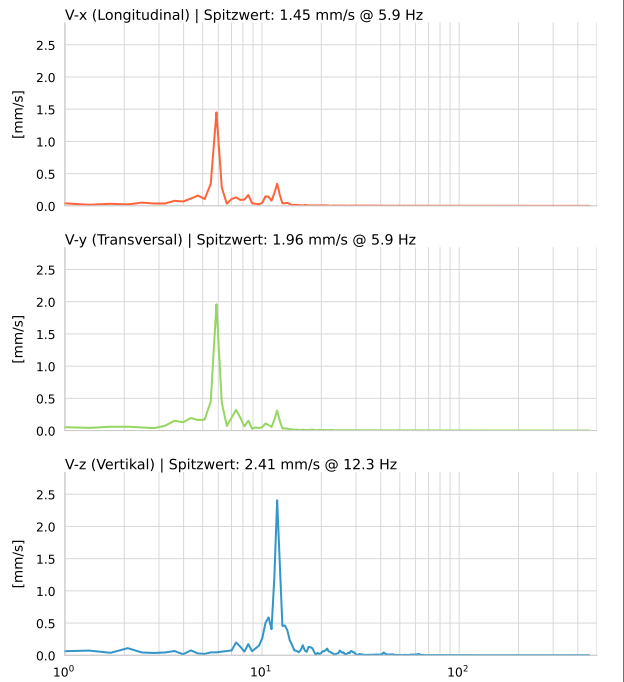 V-x (Longitudinal) | Spitzwert: 1.45 mm/s @ 5.9 Hz
2.5
2.0
1.5
1.0
0.5
0.0
[mm/s]
V-y (Transversal) | Spitzwert: 1.96 mm/s @ 5.9 Hz
2.5
2.0
1.5
1.0
0.5
0.0
[mm/s]
V-z (Vertikal) | Spitzwert: 2.41 mm/s @ 12.3 Hz
2.5
2.0
1.5
1.0
0.5
0.0
[mm/s]
10⁰ 10¹ 10²